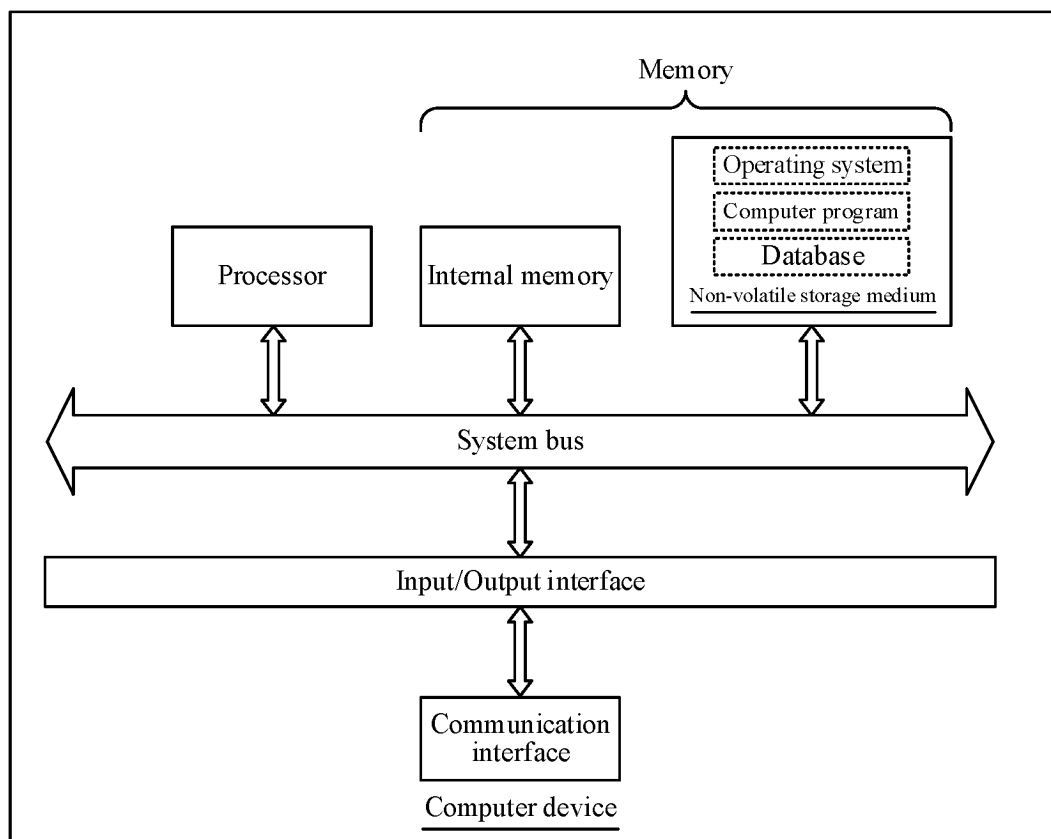 Memory
Operating system
Computer program
Database
Non-volatile storage medium
Processor
Internal memory
System bus
Input/Output interface
Communication
interface
Computer device